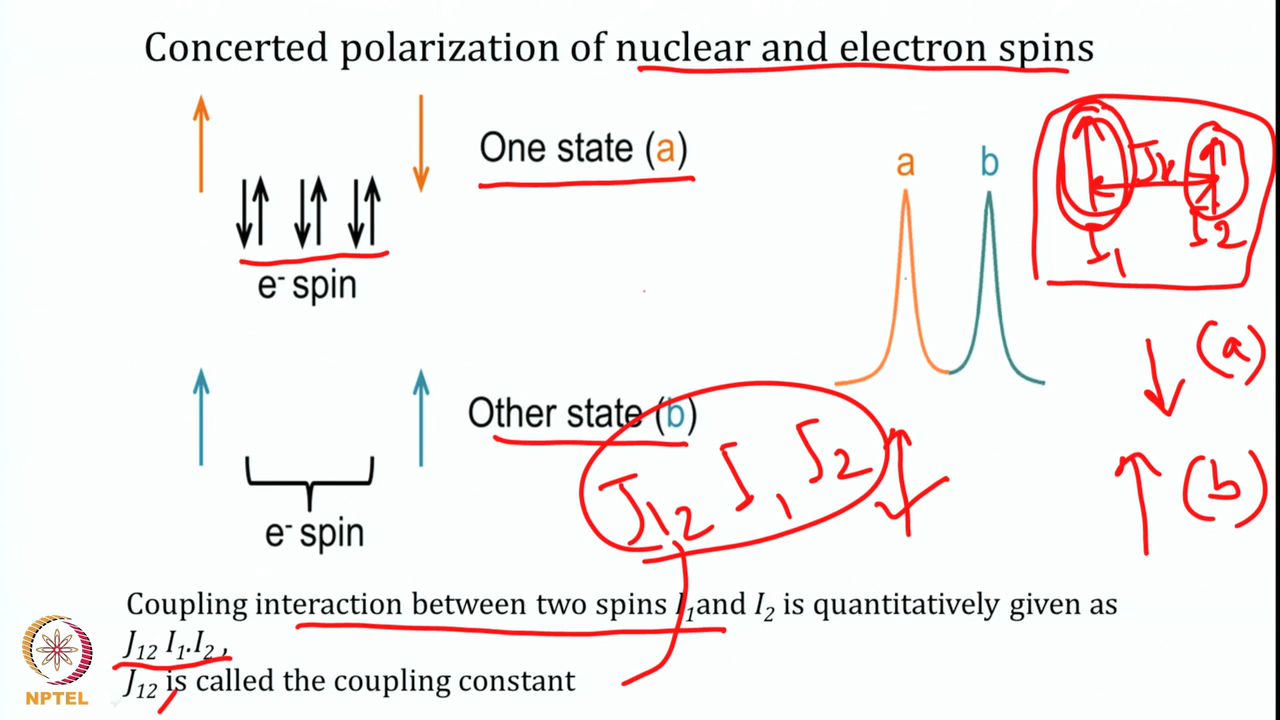 Concerted polarization of nuclear and electron spins
One state (a)
e- spin
a b
J12
I1 I2
(a)
Other state (b)
(b)
J12 I1 I2
e- spin
Coupling interaction between two spins I1and I2 is quantitatively given as
J12 I1.I2 ,
J12 is called the coupling constant
NPTEL